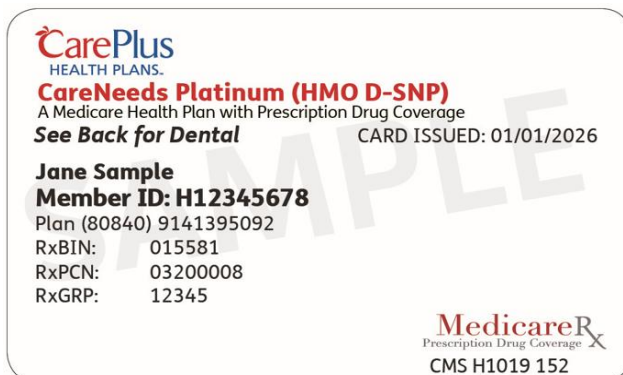 CarePlus
HEALTH PLANS℠
CareNeeds Platinum (HMO D-SNP)
A Medicare Health Plan with Prescription Drug Coverage
See Back for Dental CARD ISSUED: 01/01/2026
Jane Sample
Member ID: H12345678
Plan (80840) 9141395092
RxBIN: 015581
RxPCN: 03200008
RxGRP: 12345
SAMPLE
MedicareRx
Prescription Drug Coverage
CMS H1019 152